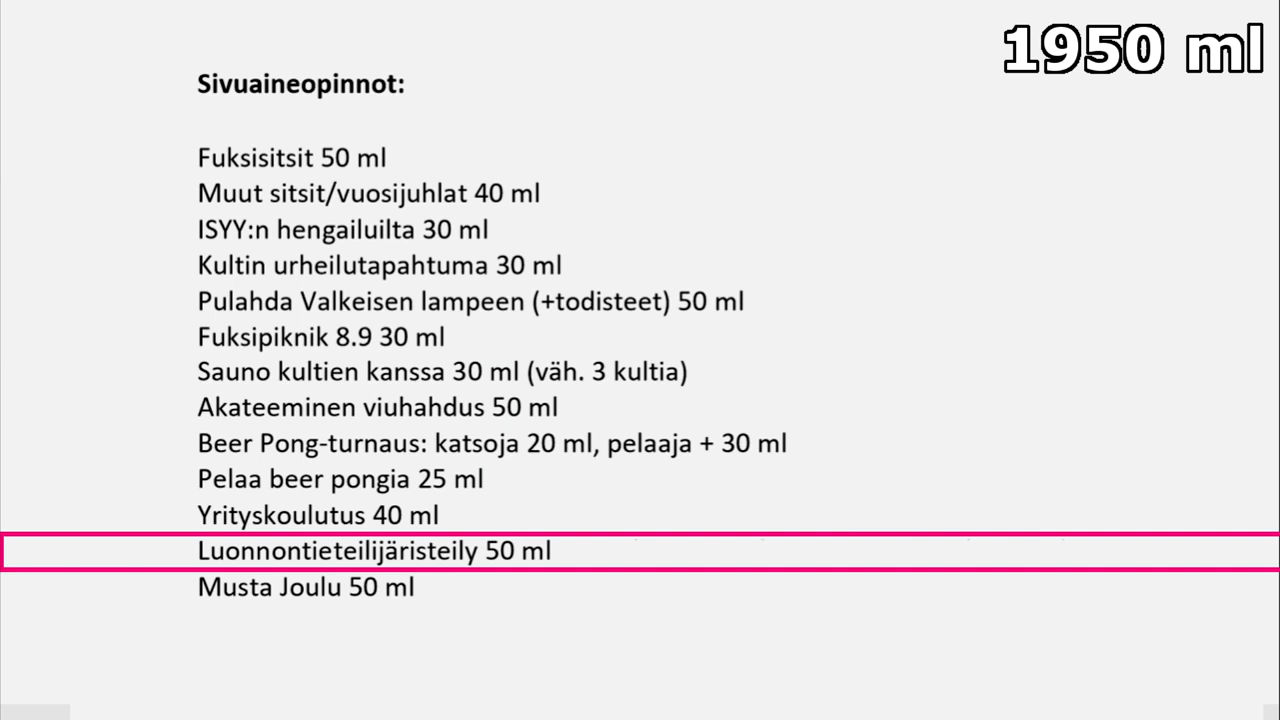 1950 ml
Sivuaineopinnot:
Fuksisitsit 50 ml
Muut sitsit/vuosijuhlat 40 ml
ISYY:n hengailuilta 30 ml
Kultin urheilutapahtuma 30 ml
Pulahda Valkeisen lampeen (+todisteet) 50 ml
Fuksipiknik 8.9 30 ml
Sauno kultien kanssa 30 ml (väh. 3 kultia)
Akateeminen viuhahdus 50 ml
Beer Pong-turnaus: katsoja 20 ml, pelaaja + 30 ml
Pelaa beer pongia 25 ml
Yrityskoulutus 40 ml
Luonnontieteilijäristeily 50 ml
Musta Joulu 50 ml